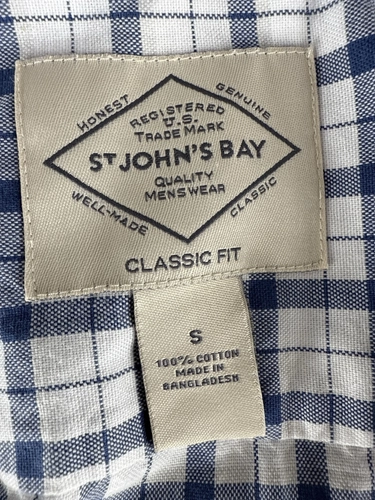 HONEST
GENUINE
REGISTERED
U.S.
TRADE MARK
ST JOHN'S BAY
QUALITY
MENSWEAR
WELL-MADE
CLASSIC
CLASSIC FIT
S
100% COTTON
MADE IN
BANGLADESH